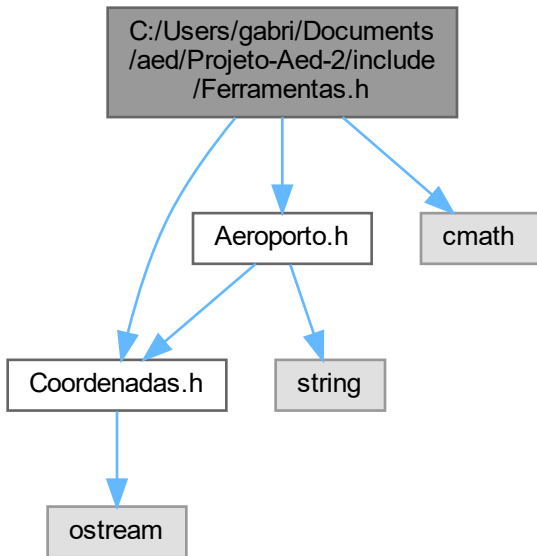 C:/Users/gabri/Documents
/aed/Projeto-Aed-2/include
/Ferramentas.h
Aeroporto.h
cmath
Coordenadas.h
string
ostream